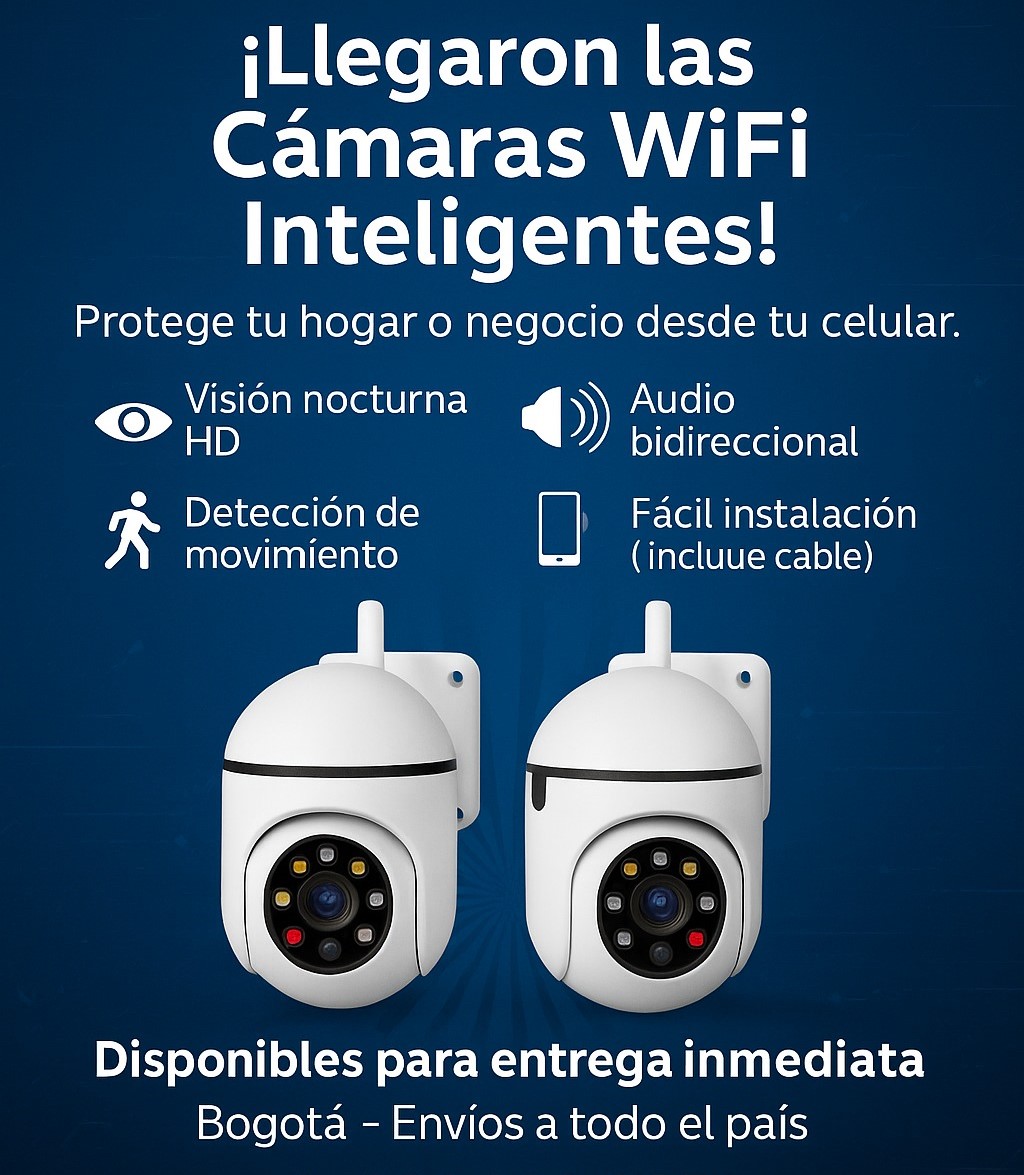 ¡Llegaron las
Cámaras WiFi
Inteligentes!
Protege tu hogar o negocio desde tu celular.
Visión nocturna
HD
Audio
bidireccional
Detección de
movimíento
Fácil instalación
(incluue cable)
Disponibles para entrega inmediata
Bogotá - Envíos a todo el país